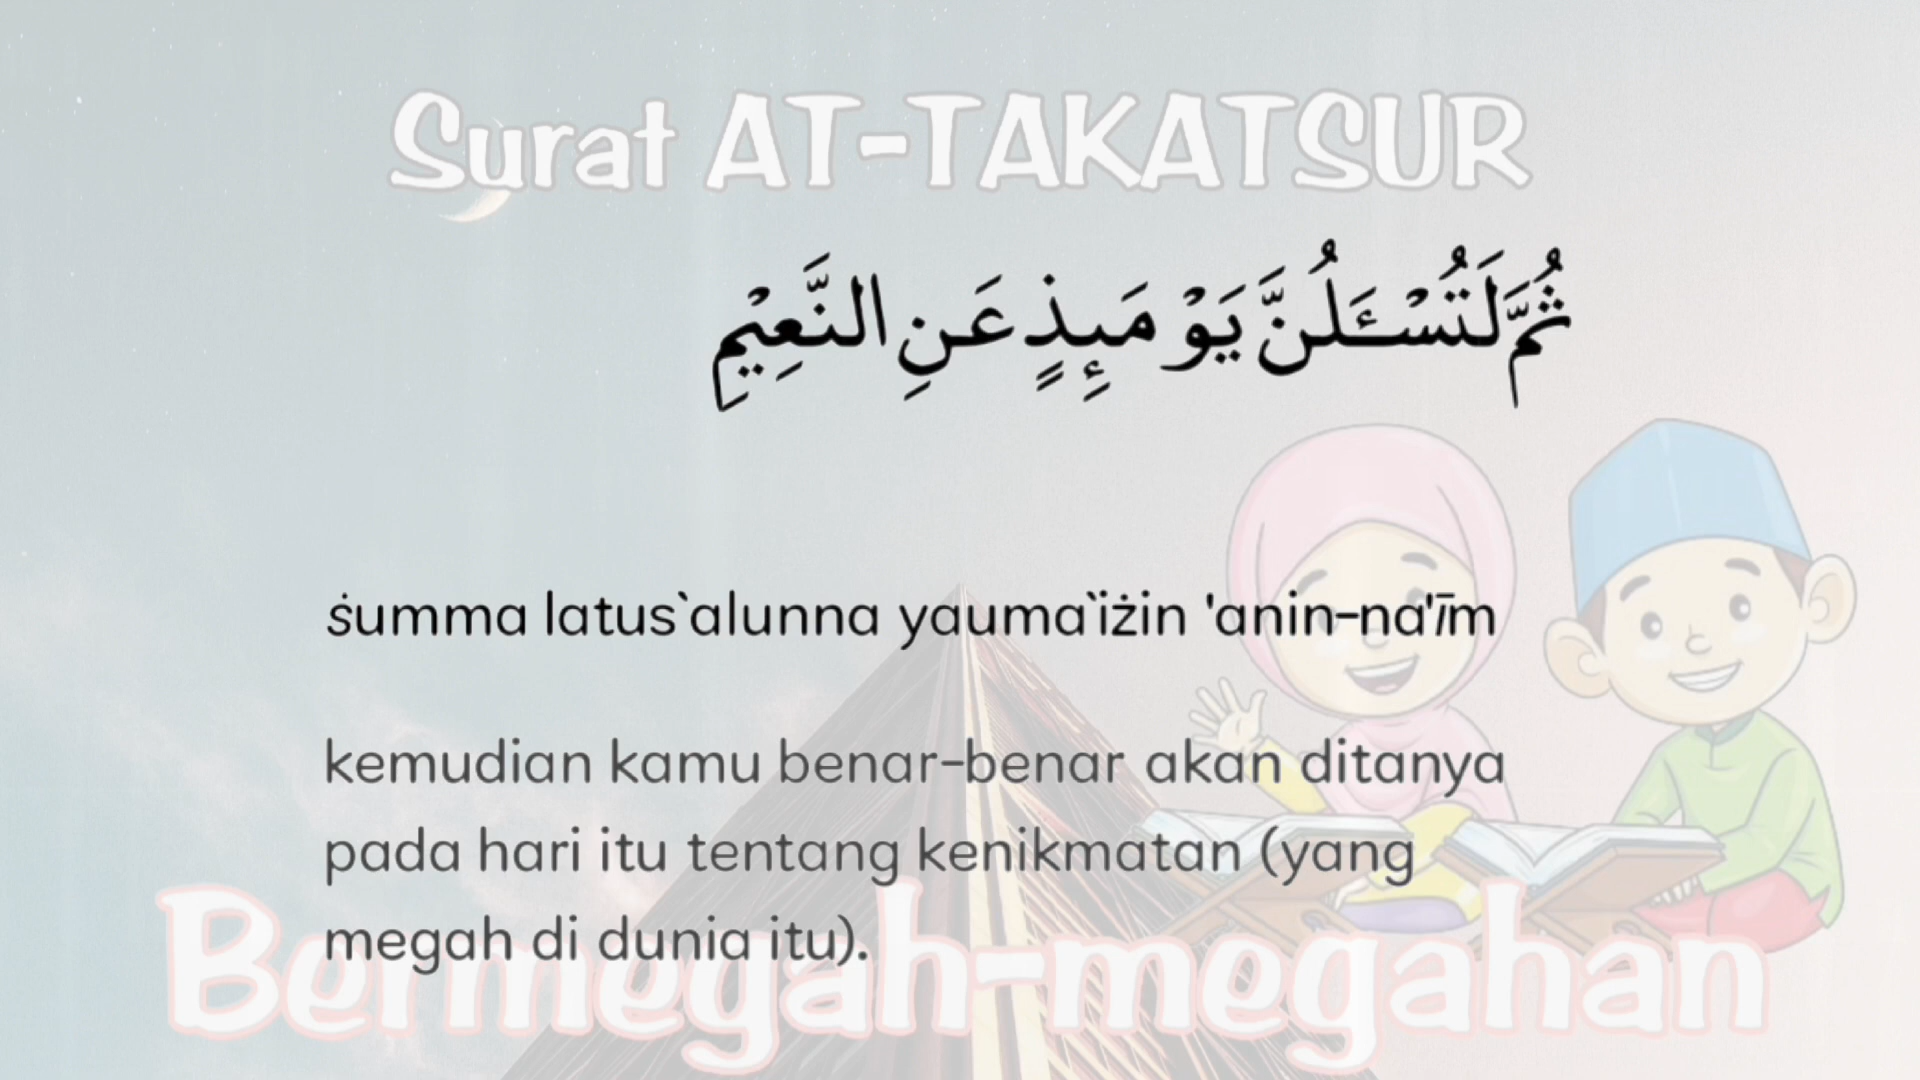 Surat AT-TAKATSUR
ثُمَّ لَتُسْـَٔلُنَّ يَوْمَىِٕذٍ عَنِ النَّعِيْمِ
ṡumma latus`alunna yauma`iżin 'anin-na'īm
kemudian kamu benar-benar akan ditanya
pada hari itu tentang kenikmatan (yang
megah di dunia itu).
Bermegah-megahan